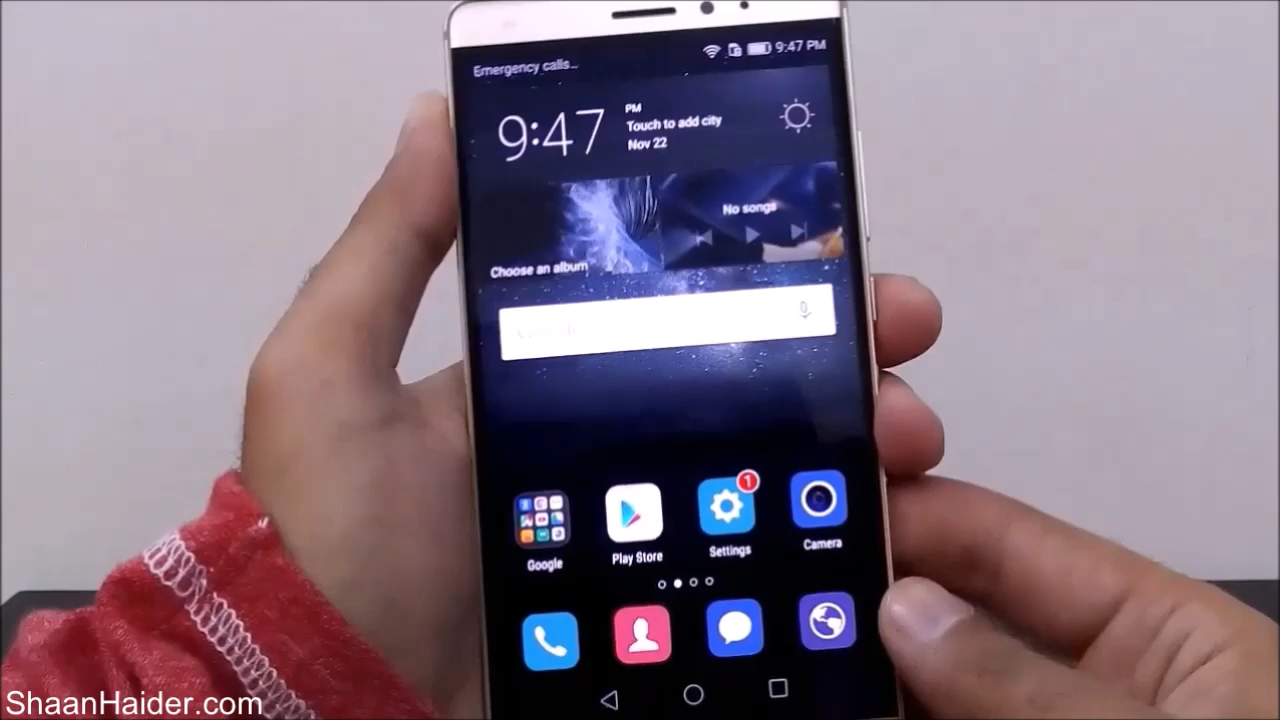 Emergency calls...
9:47 PM
9:47
PM
Touch to add city
Nov 22
No songs
Choose an album
1
Google
Play Store
Settings
Camera
ShaanHaider.com